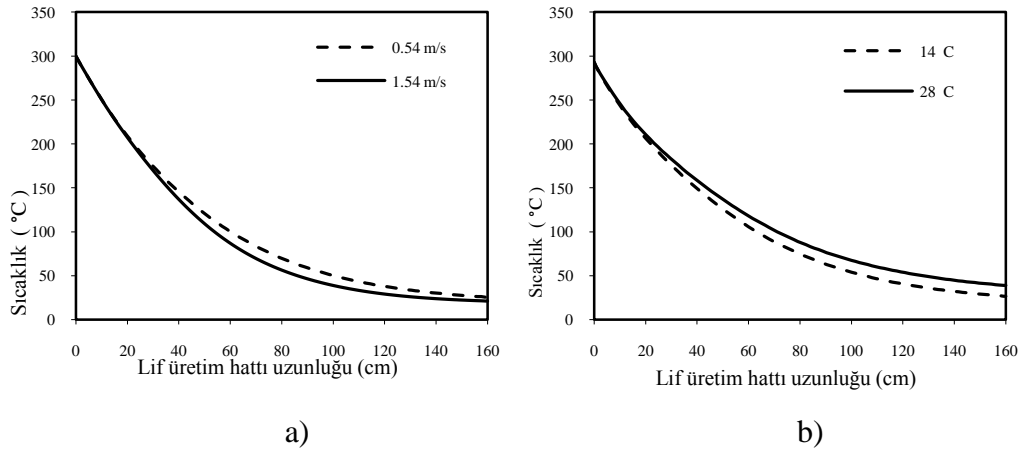 350
300
250
200
150
100
50
0
Sıcaklık ( °C )
0 20 40 60 80 100 120 140 160
Lif üretim hattı uzunluğu (cm)
0.54 m/s
1.54 m/s
a)
350
300
250
200
150
100
50
0
Sıcaklık ( °C )
0 20 40 60 80 100 120 140 160
Lif üretim hattı uzunluğu (cm)
14 C
28 C
b)